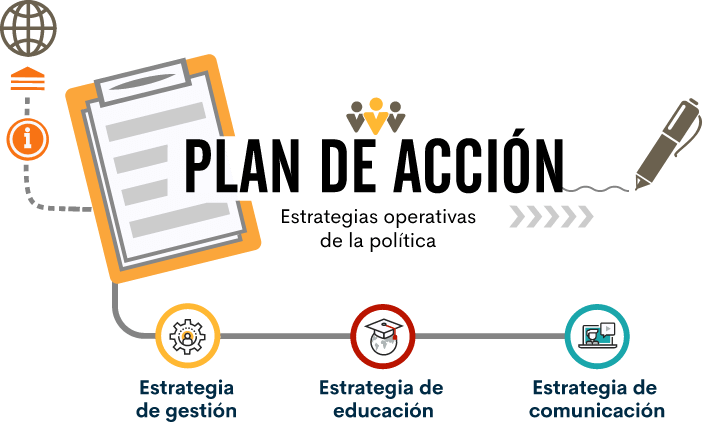 PLAN DE ACCIÓN
Estrategias operativas
de la política
Estrategia
de gestión
Estrategia de
educación
Estrategia de
comunicación